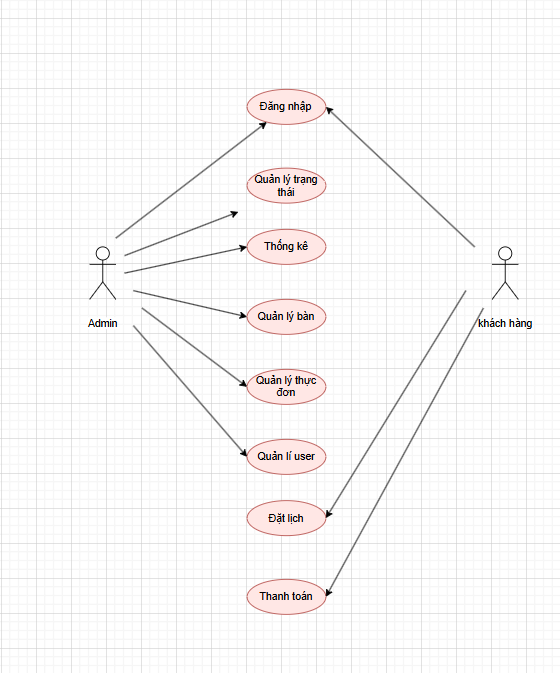 Đăng nhập
Quản lý trạng
thái
Thống kê
Admin
khách hàng
Quản lý bàn
Quản lý thực
đơn
Quản lí user
Đặt lịch
Thanh toán